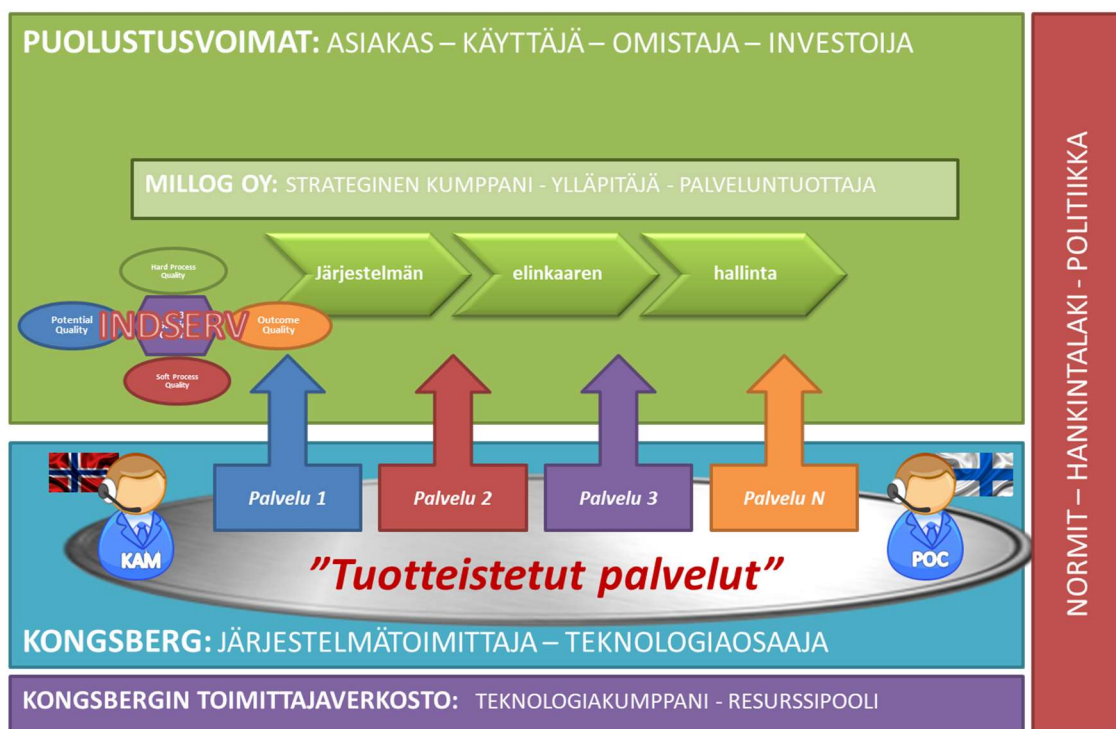 PUOLUSTUSVOIMAT: ASIAKAS – KÄYTTÄJÄ – OMISTAJA – INVESTOIJA
MILLOG OY: STRATEGINEN KUMPPANI - YLLÄPITÄJÄ - PALVELUNTUOTTAJA
Järjestelmän
elinkaaren
hallinta
Hard Process
Quality
Potential
Quality
INDSERV
Outcome
Quality
Soft Process
Quality
Palvelu 1
Palvelu 2
Palvelu 3
Palvelu N
KAM
POC
”Tuotteistetut palvelut”
KONGSBERG: JÄRJESTELMÄTOIMITTAJA – TEKNOLOGIAOSAAJA
KONGSBERGIN TOIMITTAJAVERKOSTO: TEKNOLOGIAKUMPPANI - RESURSSIPOOLI
NORMIT – HANKINTALAKI - POLITIIKKA